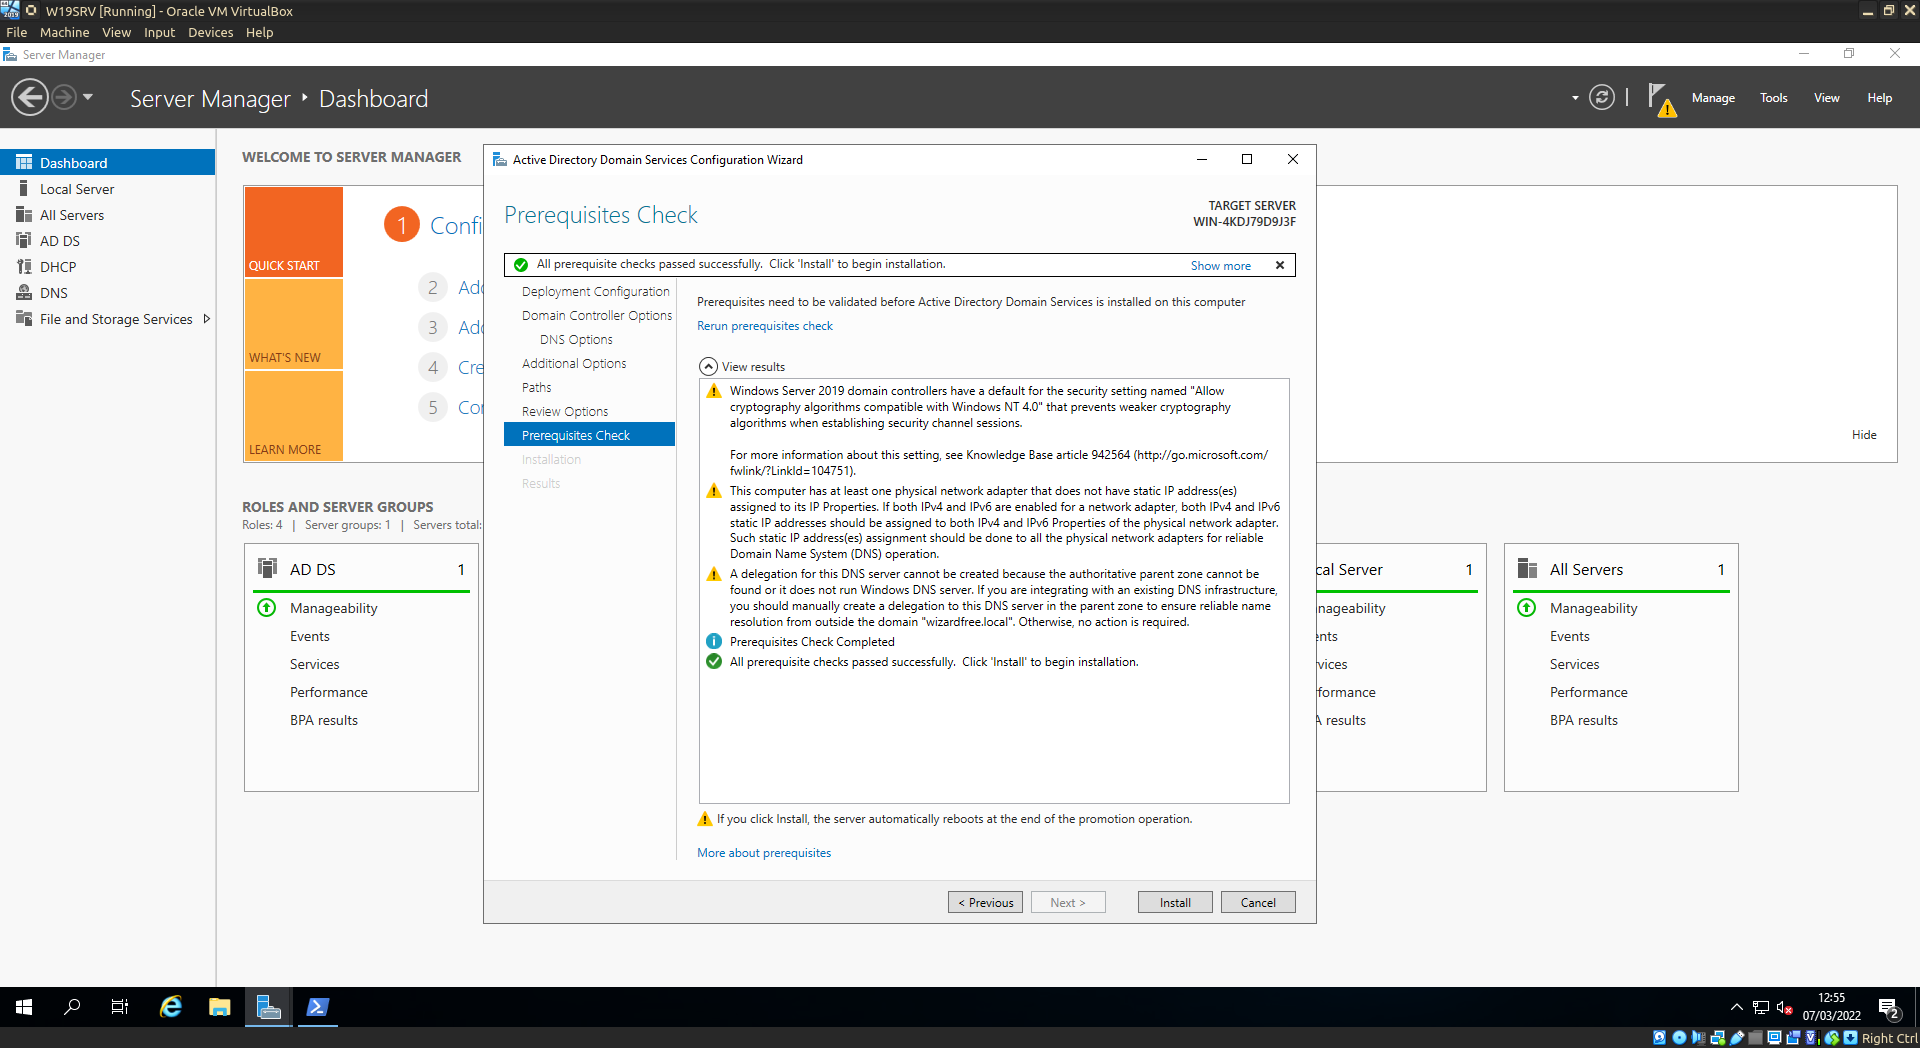 W19SRV [Running] - Oracle VM VirtualBox
File Machine View Input Devices Help
Server Manager
Server Manager • Dashboard
Manage Tools View Help
Dashboard
Local Server
All Servers
AD DS
DHCP
DNS
File and Storage Services
WELCOME TO SERVER MANAGER
QUICK START
WHAT'S NEW
LEARN MORE
1 Confi
2 Add
3 Add
4 Cre
5 Con
Hide
ROLES AND SERVER GROUPS
Roles: 4 | Server groups: 1 | Servers total:
AD DS 1
Manageability
Events
Services
Performance
BPA results
Active Directory Domain Services Configuration Wizard
Prerequisites Check
TARGET SERVER
WIN-4KDJ79D9J3F
All prerequisite checks passed successfully. Click 'Install' to begin installation.
Show more
Deployment Configuration
Domain Controller Options
DNS Options
Additional Options
Paths
Review Options
Prerequisites Check
Installation
Results
Prerequisites need to be validated before Active Directory Domain Services is installed on this computer
Rerun prerequisites check
View results
Windows Server 2019 domain controllers have a default for the security setting named "Allow
cryptography algorithms compatible with Windows NT 4.0" that prevents weaker cryptography
algorithms when establishing security channel sessions.
For more information about this setting, see Knowledge Base article 942564 (http://go.microsoft.com/
fwlink/?LinkId=104751).
This computer has at least one physical network adapter that does not have static IP address(es)
assigned to its IP Properties. If both IPv4 and IPv6 are enabled for a network adapter, both IPv4 and IPv6
static IP addresses should be assigned to both IPv4 and IPv6 Properties of the physical network adapter.
Such static IP address(es) assignment should be done to all the physical network adapters for reliable
Domain Name System (DNS) operation.
A delegation for this DNS server cannot be created because the authoritative parent zone cannot be
found or it does not run Windows DNS server. If you are integrating with an existing DNS infrastructure,
you should manually create a delegation to this DNS server in the parent zone to ensure reliable name
resolution from outside the domain "wizardfree.local". Otherwise, no action is required.
Prerequisites Check Completed
All prerequisite checks passed successfully. Click 'Install' to begin installation.
If you click Install, the server automatically reboots at the end of the promotion operation.
More about prerequisites
< Previous
Next >
Install
Cancel
cal Server 1
nageability
ents
vices
formance
A results
All Servers 1
Manageability
Events
Services
Performance
BPA results
12:55
07/03/2022
2
Right Ctrl